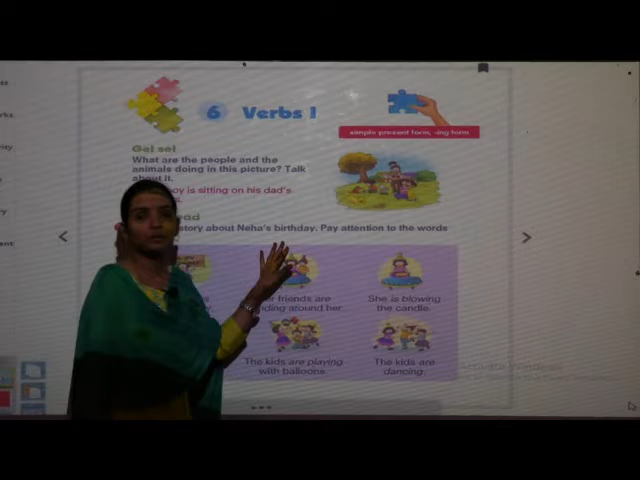 6 Verbs I
simple present form, -ing form
Get set
What are the people and the
animals doing in this picture? Talk
about it.
boy is sitting on his dad's
story about Neha's birthday. Pay attention to the words
friends are
around her.
She is blowing
the candle.
The kids are playing
with balloons.
The kids are
dancing.